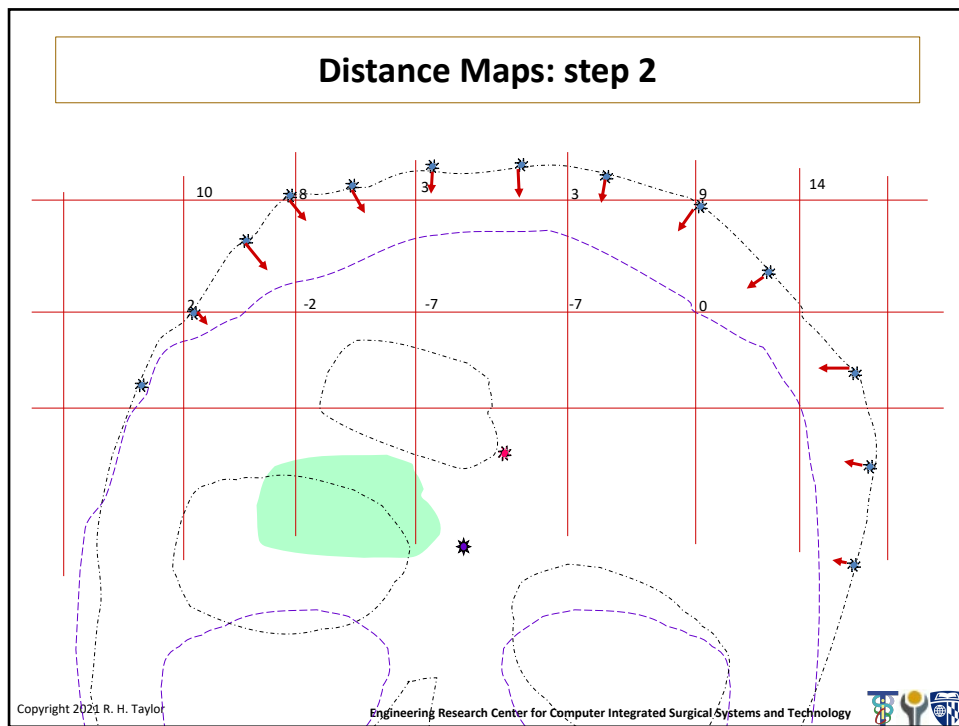 Distance Maps: step 2
10 8 3 3 9 14
2 -2 -7 -7 0
Copyright 2021 R. H. Taylor
Engineering Research Center for Computer Integrated Surgical Systems and Technology